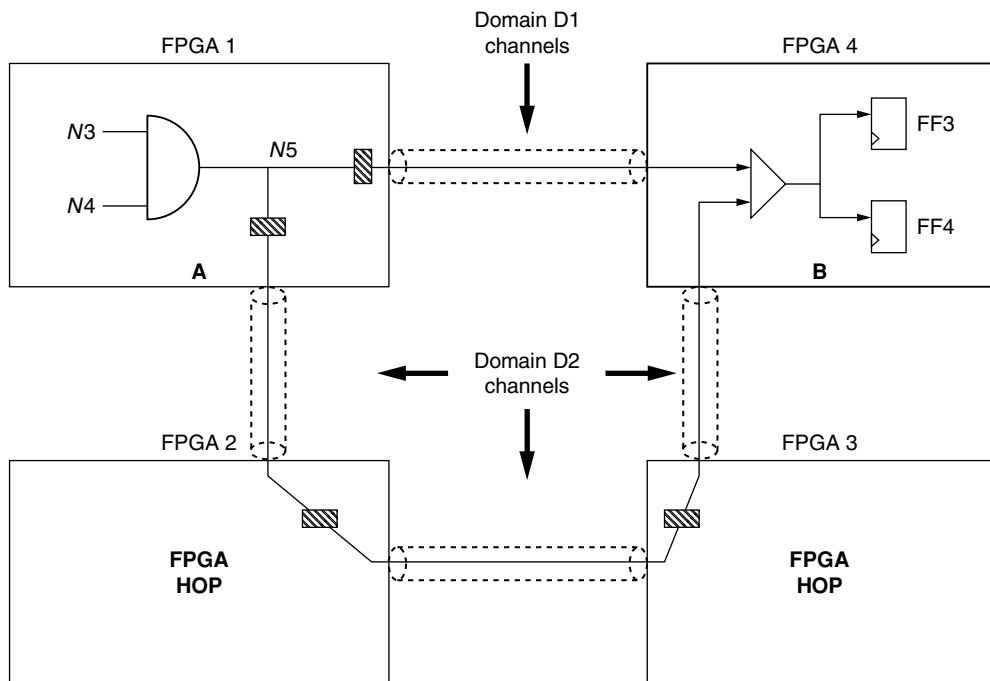 Domain D1
channels
FPGA 1
FPGA 4
N3
N4
N5
FF3
FF4
A
B
Domain D2
channels
FPGA 2
FPGA 3
FPGA
HOP
FPGA
HOP